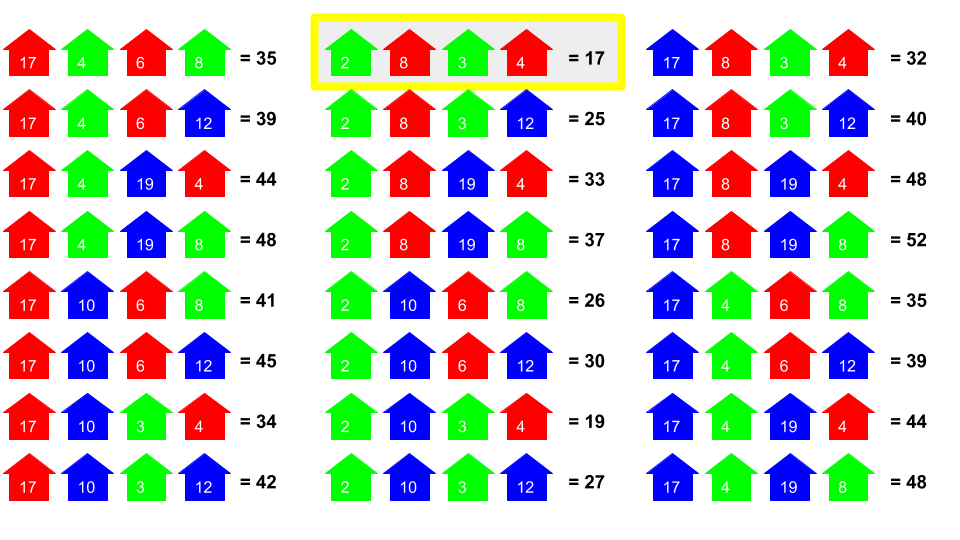 17 4 6 8 = 35
2 8 3 4 = 17
17 8 3 4 = 32
17 4 6 12 = 39
2 8 3 12 = 25
17 8 3 12 = 40
17 4 19 4 = 44
2 8 19 4 = 33
17 8 19 4 = 48
17 4 19 8 = 48
2 8 19 8 = 37
17 8 19 8 = 52
17 10 6 8 = 41
2 10 6 8 = 26
17 4 6 8 = 35
17 10 6 12 = 45
2 10 6 12 = 30
17 4 6 12 = 39
17 10 3 4 = 34
2 10 3 4 = 19
17 4 19 4 = 44
17 10 3 12 = 42
2 10 3 12 = 27
17 4 19 8 = 48